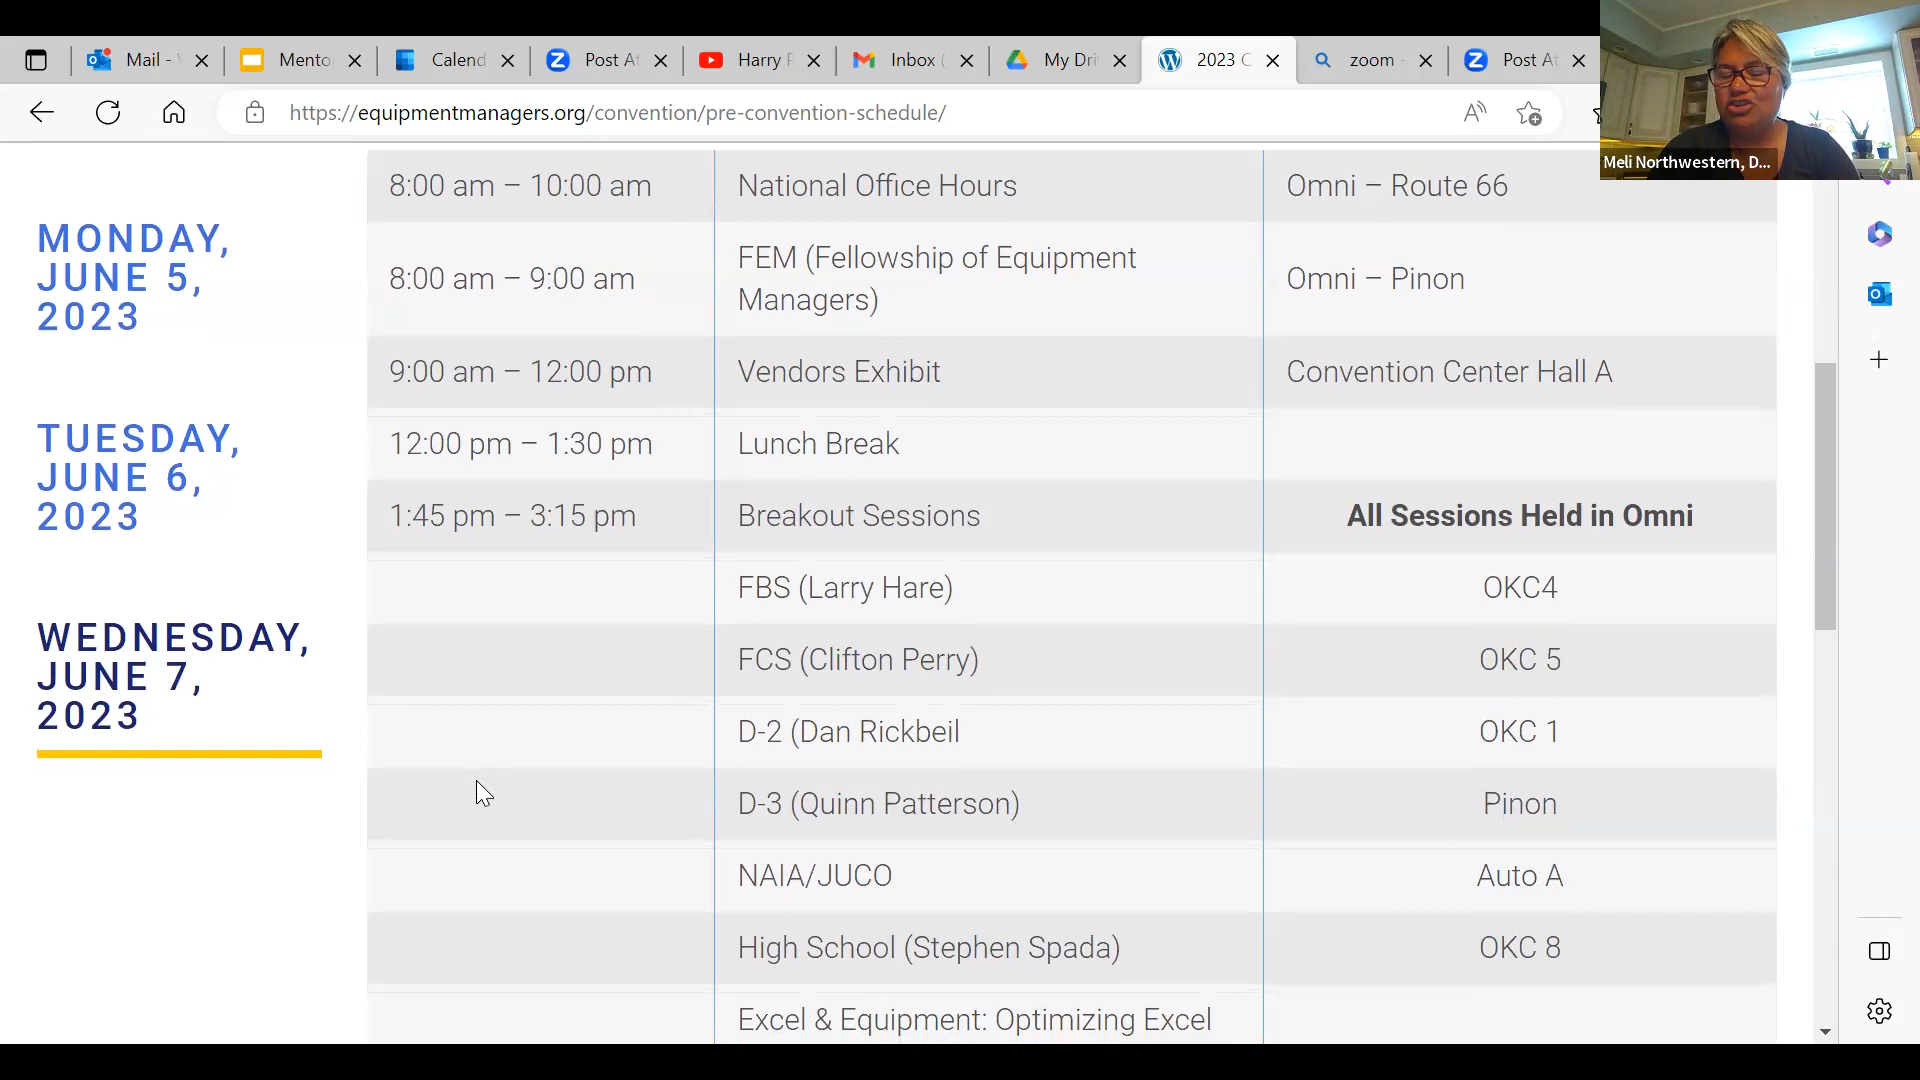 Mail -
Mento
Calend
Post At
Harry P
Inbox (
My Dri
2023 C
zoom -
Post At
https://equipmentmanagers.org/convention/pre-convention-schedule/
Meli Northwestern, D...
MONDAY,
JUNE 5,
2023
TUESDAY,
JUNE 6,
2023
WEDNESDAY,
JUNE 7,
2023
8:00 am – 10:00 am National Office Hours Omni – Route 66
8:00 am – 9:00 am FEM (Fellowship of Equipment Managers) Omni – Pinon
9:00 am – 12:00 pm Vendors Exhibit Convention Center Hall A
12:00 pm – 1:30 pm Lunch Break
1:45 pm – 3:15 pm Breakout Sessions All Sessions Held in Omni
FBS (Larry Hare) OKC4
FCS (Clifton Perry) OKC 5
D-2 (Dan Rickbeil OKC 1
D-3 (Quinn Patterson) Pinon
NAIA/JUCO Auto A
High School (Stephen Spada) OKC 8
Excel & Equipment: Optimizing Excel